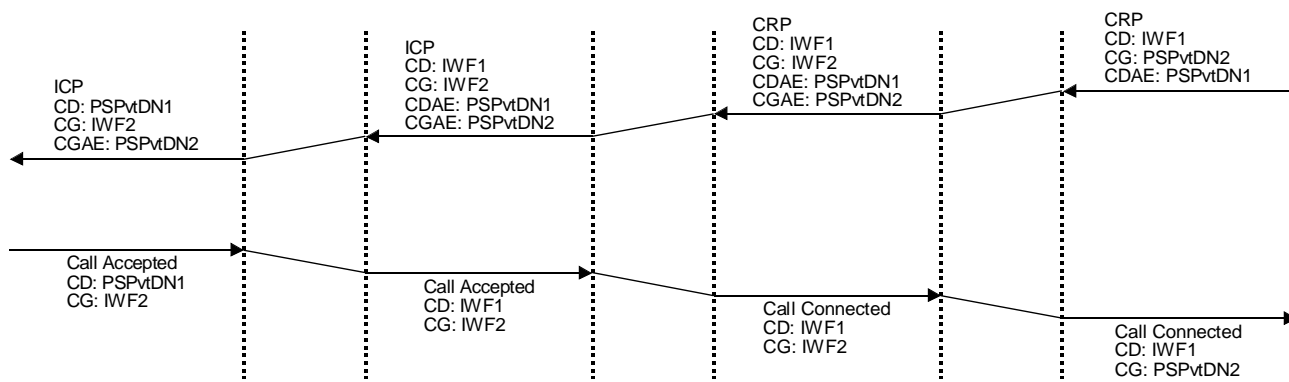 ICP
CD: PSPvtDN1
CG: IWF2
CGAE: PSPvtDN2
ICP
CD: IWF1
CG: IWF2
CDAE: PSPvtDN1
CGAE: PSPvtDN2
CRP
CD: IWF1
CG: IWF2
CDAE: PSPvtDN1
CGAE: PSPvtDN2
CRP
CD: IWF1
CG: PSPvtDN2
CDAE: PSPvtDN1
Call Accepted
CD: PSPvtDN1
CG: IWF2
Call Accepted
CD: IWF1
CG: IWF2
Call Connected
CD: IWF1
CG: IWF2
Call Connected
CD: IWF1
CG: PSPvtDN2